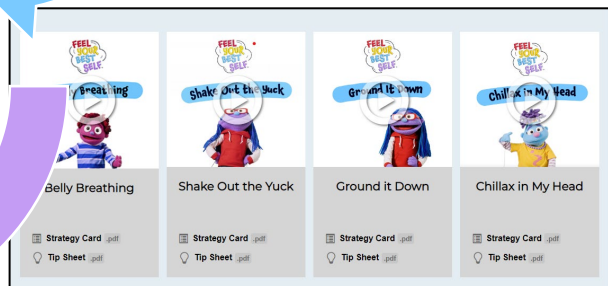 FEEL
YOUR
BEST
SELF
y Breathing
Belly Breathing
Strategy Card .pdf
Tip Sheet .pdf
FEEL
YOUR
BEST
SELF
Shake Out the Yuck
Shake Out the Yuck
Strategy Card .pdf
Tip Sheet .pdf
FEEL
YOUR
BEST
SELF
Ground It Down
Ground it Down
Strategy Card .pdf
Tip Sheet .pdf
FEEL
YOUR
BEST
SELF
Chillax in My Head
Chillax in My Head
Strategy Card .pdf
Tip Sheet .pdf